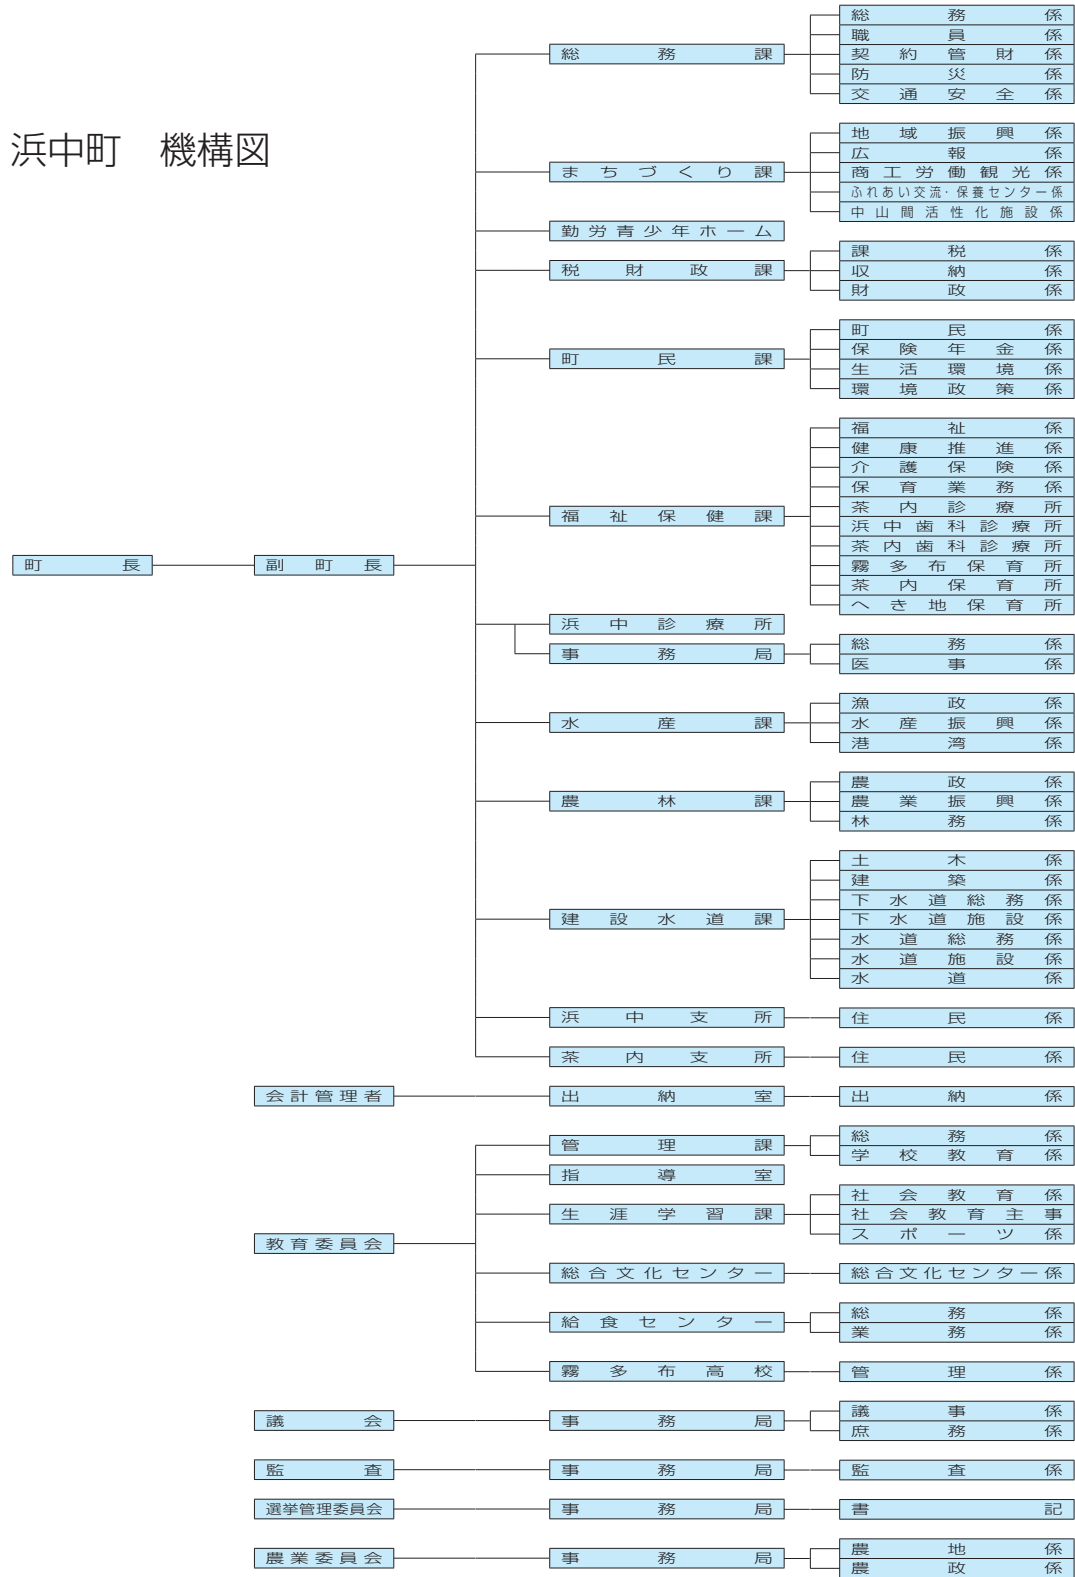 浜中町　機構図
町長
副町長
総務課
総務係
職員係
契約管財係
防災係
交通安全係
まちづくり課
地域振興係
広報係
商工労働観光係
ふれあい交流・保養センター係
中山間活性化施設係
勤労青少年ホーム
税財政課
課税係
収納係
財政係
町民課
町民係
保険年金係
生活環境係
環境政策係
福祉保健課
福祉係
健康推進係
介護保険係
保育業務係
茶内診療所
浜中歯科診療所
茶内歯科診療所
霧多布保育所
茶内保育所
へき地保育所
浜中診療所
事務局
総務係
医事係
水産課
漁政係
水産振興係
港湾係
農林課
農政係
農業振興係
林務係
建設水道課
土木係
建築係
下水道総務係
下水道施設係
水道総務係
水道施設係
水道係
浜中支所
住民係
茶内支所
住民係
会計管理者
出納室
出納係
教育委員会
管理課
総務係
学校教育係
指導室
生涯学習課
社会教育係
社会教育主事
スポーツ係
総合文化センター
総合文化センター係
給食センター
総務係
業務係
霧多布高校
管理係
議会
事務局
議事係
庶務係
監査
事務局
監査係
選挙管理委員会
事務局
書記
農業委員会
事務局
農地係
農政係